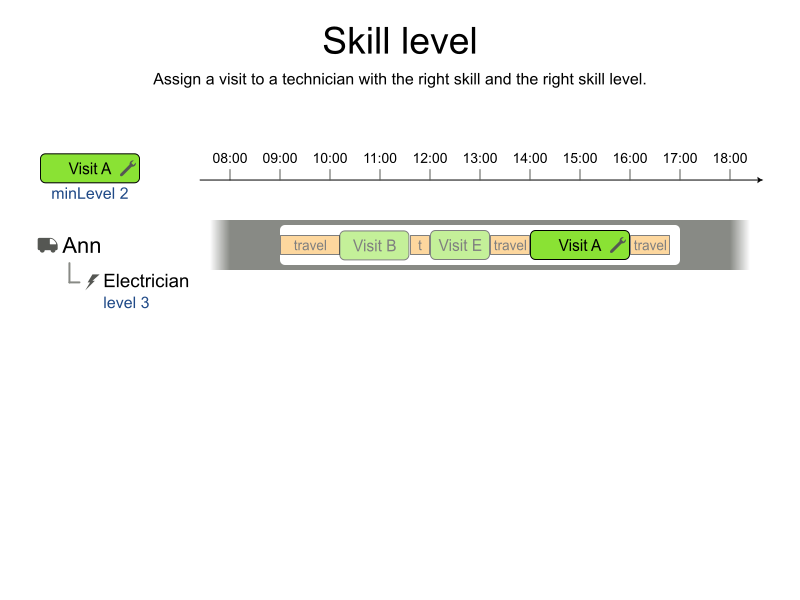 Skill level
Assign a visit to a technician with the right skill and the right skill level.
08:00 09:00 10:00 11:00 12:00 13:00 14:00 15:00 16:00 17:00 18:00
Visit A
minLevel 2
Ann
travel Visit B t Visit E travel Visit A travel
Electrician
level 3